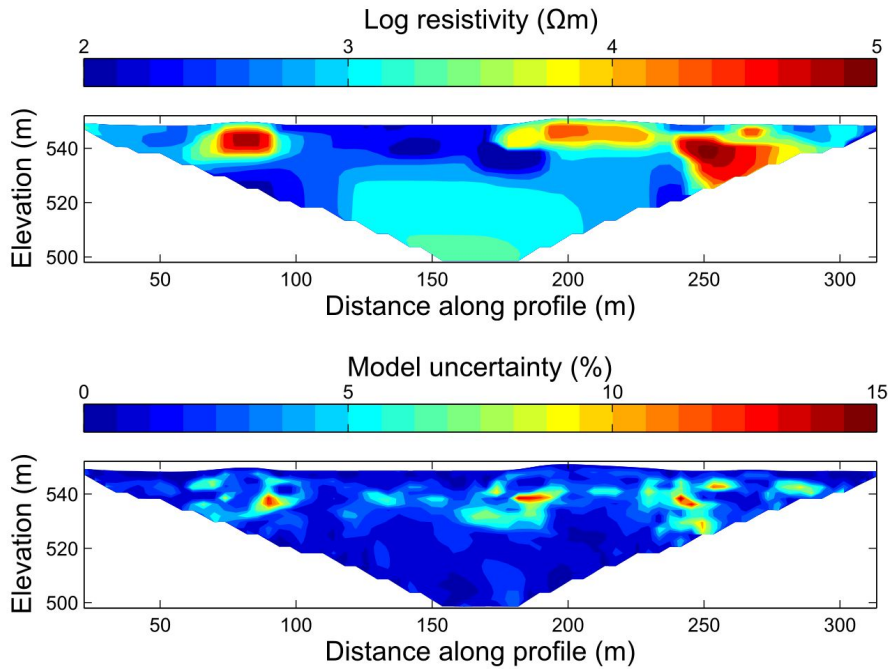 Log resistivity (Ωm)
2 3 4 5
Elevation (m)
540
520
500
50 100 150 200 250 300
Distance along profile (m)
Model uncertainty (%)
0 5 10 15
Elevation (m)
540
520
500
50 100 150 200 250 300
Distance along profile (m)